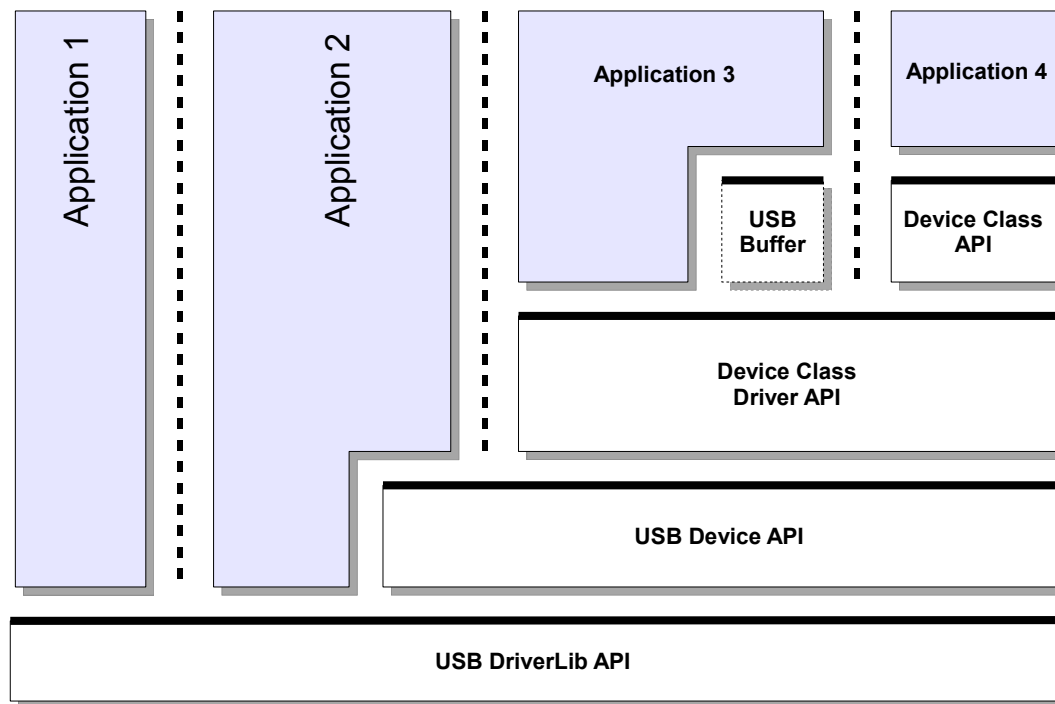 Application 1
Application 2
Application 3
Application 4
USB
Buffer
Device Class
API
Device Class
Driver API
USB Device API
USB DriverLib API